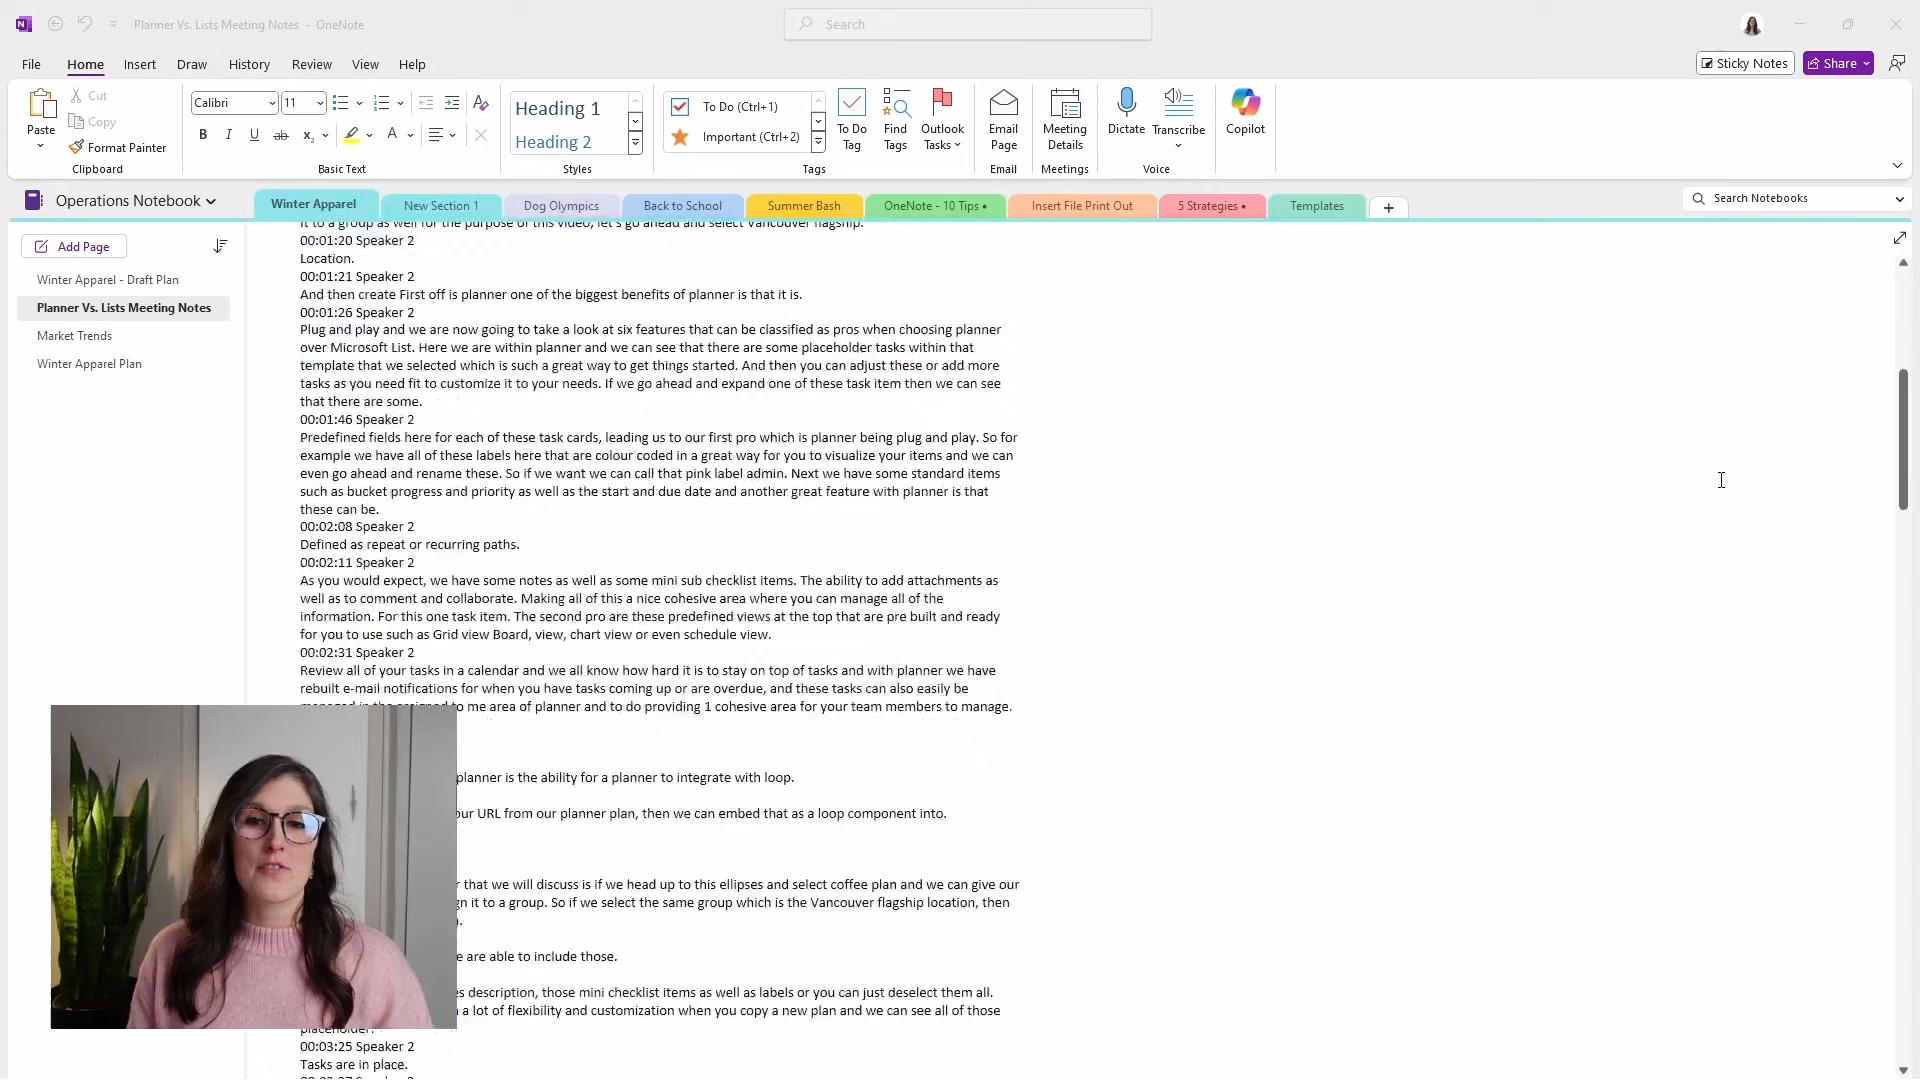 Planner Vs. Lists Meeting Notes - OneNote
Search
File Home Insert Draw History Review View Help
Sticky Notes
Share
Paste
Cut
Copy
Format Painter
Clipboard
Calibri 11
B I U ab x₂ A A
Basic Text
Heading 1
Heading 2
Styles
To Do (Ctrl+1)
Important (Ctrl+2)
To Do Tag
Find Tags
Outlook Tasks
Tags
Email Page
Email
Meeting Details
Meetings
Dictate
Transcribe
Voice
Copilot
Operations Notebook
Winter Apparel
New Section 1
Dog Olympics
Back to School
Summer Bash
OneNote - 10 Tips •
Insert File Print Out
5 Strategies •
Templates
+
Search Notebooks
Add Page
Winter Apparel - Draft Plan
Planner Vs. Lists Meeting Notes
Market Trends
Winter Apparel Plan
it to a group as well for the purpose of this video, let's go ahead and select Vancouver flagship.
00:01:20 Speaker 2
Location.
00:01:21 Speaker 2
And then create First off is planner one of the biggest benefits of planner is that it is.
00:01:26 Speaker 2
Plug and play and we are now going to take a look at six features that can be classified as pros when choosing planner
over Microsoft List. Here we are within planner and we can see that there are some placeholder tasks within that
template that we selected which is such a great way to get things started. And then you can adjust these or add more
tasks as you need fit to customize it to your needs. If we go ahead and expand one of these task item then we can see
that there are some.
00:01:46 Speaker 2
Predefined fields here for each of these task cards, leading us to our first pro which is planner being plug and play. So for
example we have all of these labels here that are colour coded in a great way for you to visualize your items and we can
even go ahead and rename these. So if we want we can call that pink label admin. Next we have some standard items
such as bucket progress and priority as well as the start and due date and another great feature with planner is that
these can be.
00:02:08 Speaker 2
Defined as repeat or recurring paths.
00:02:11 Speaker 2
As you would expect, we have some notes as well as some mini sub checklist items. The ability to add attachments as
well as to comment and collaborate. Making all of this a nice cohesive area where you can manage all of the
information. For this one task item. The second pro are these predefined views at the top that are pre built and ready
for you to use such as Grid view Board, view, chart view or even schedule view.
00:02:31 Speaker 2
Review all of your tasks in a calendar and we all know how hard it is to stay on top of tasks and with planner we have
rebuilt e-mail notifications for when you have tasks coming up or are overdue, and these tasks can also easily be
managed in the assigned to me area of planner and to do providing 1 cohesive area for your team members to manage.
planner is the ability for a planner to integrate with loop.
our URL from our planner plan, then we can embed that as a loop component into.
that we will discuss is if we head up to this ellipses and select coffee plan and we can give our
it to a group. So if we select the same group which is the Vancouver flagship location, then
are able to include those.
description, those mini checklist items as well as labels or you can just deselect them all.
a lot of flexibility and customization when you copy a new plan and we can see all of those
placeholder.
00:03:25 Speaker 2
Tasks are in place.